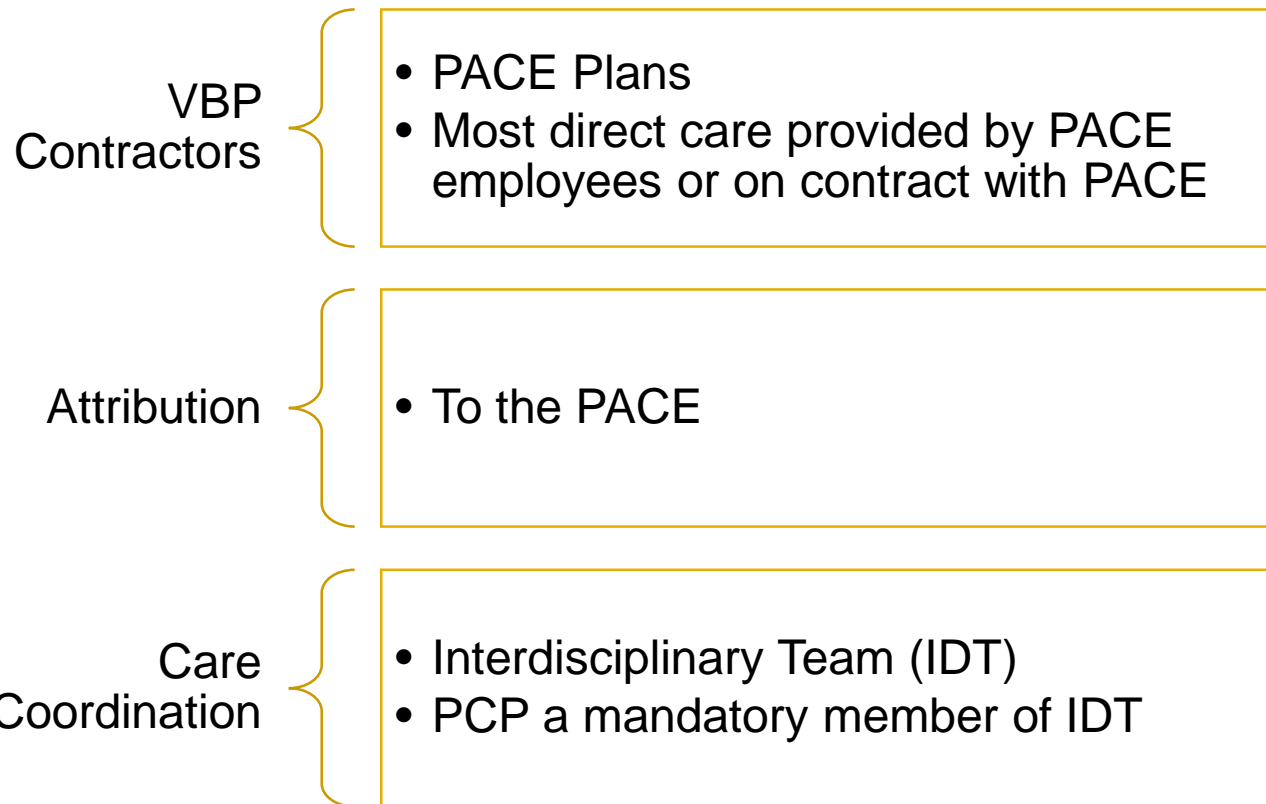 VBP
Contractors
• PACE Plans
• Most direct care provided by PACE
employees or on contract with PACE
Attribution
• To the PACE
Care
Coordination
• Interdisciplinary Team (IDT)
• PCP a mandatory member of IDT